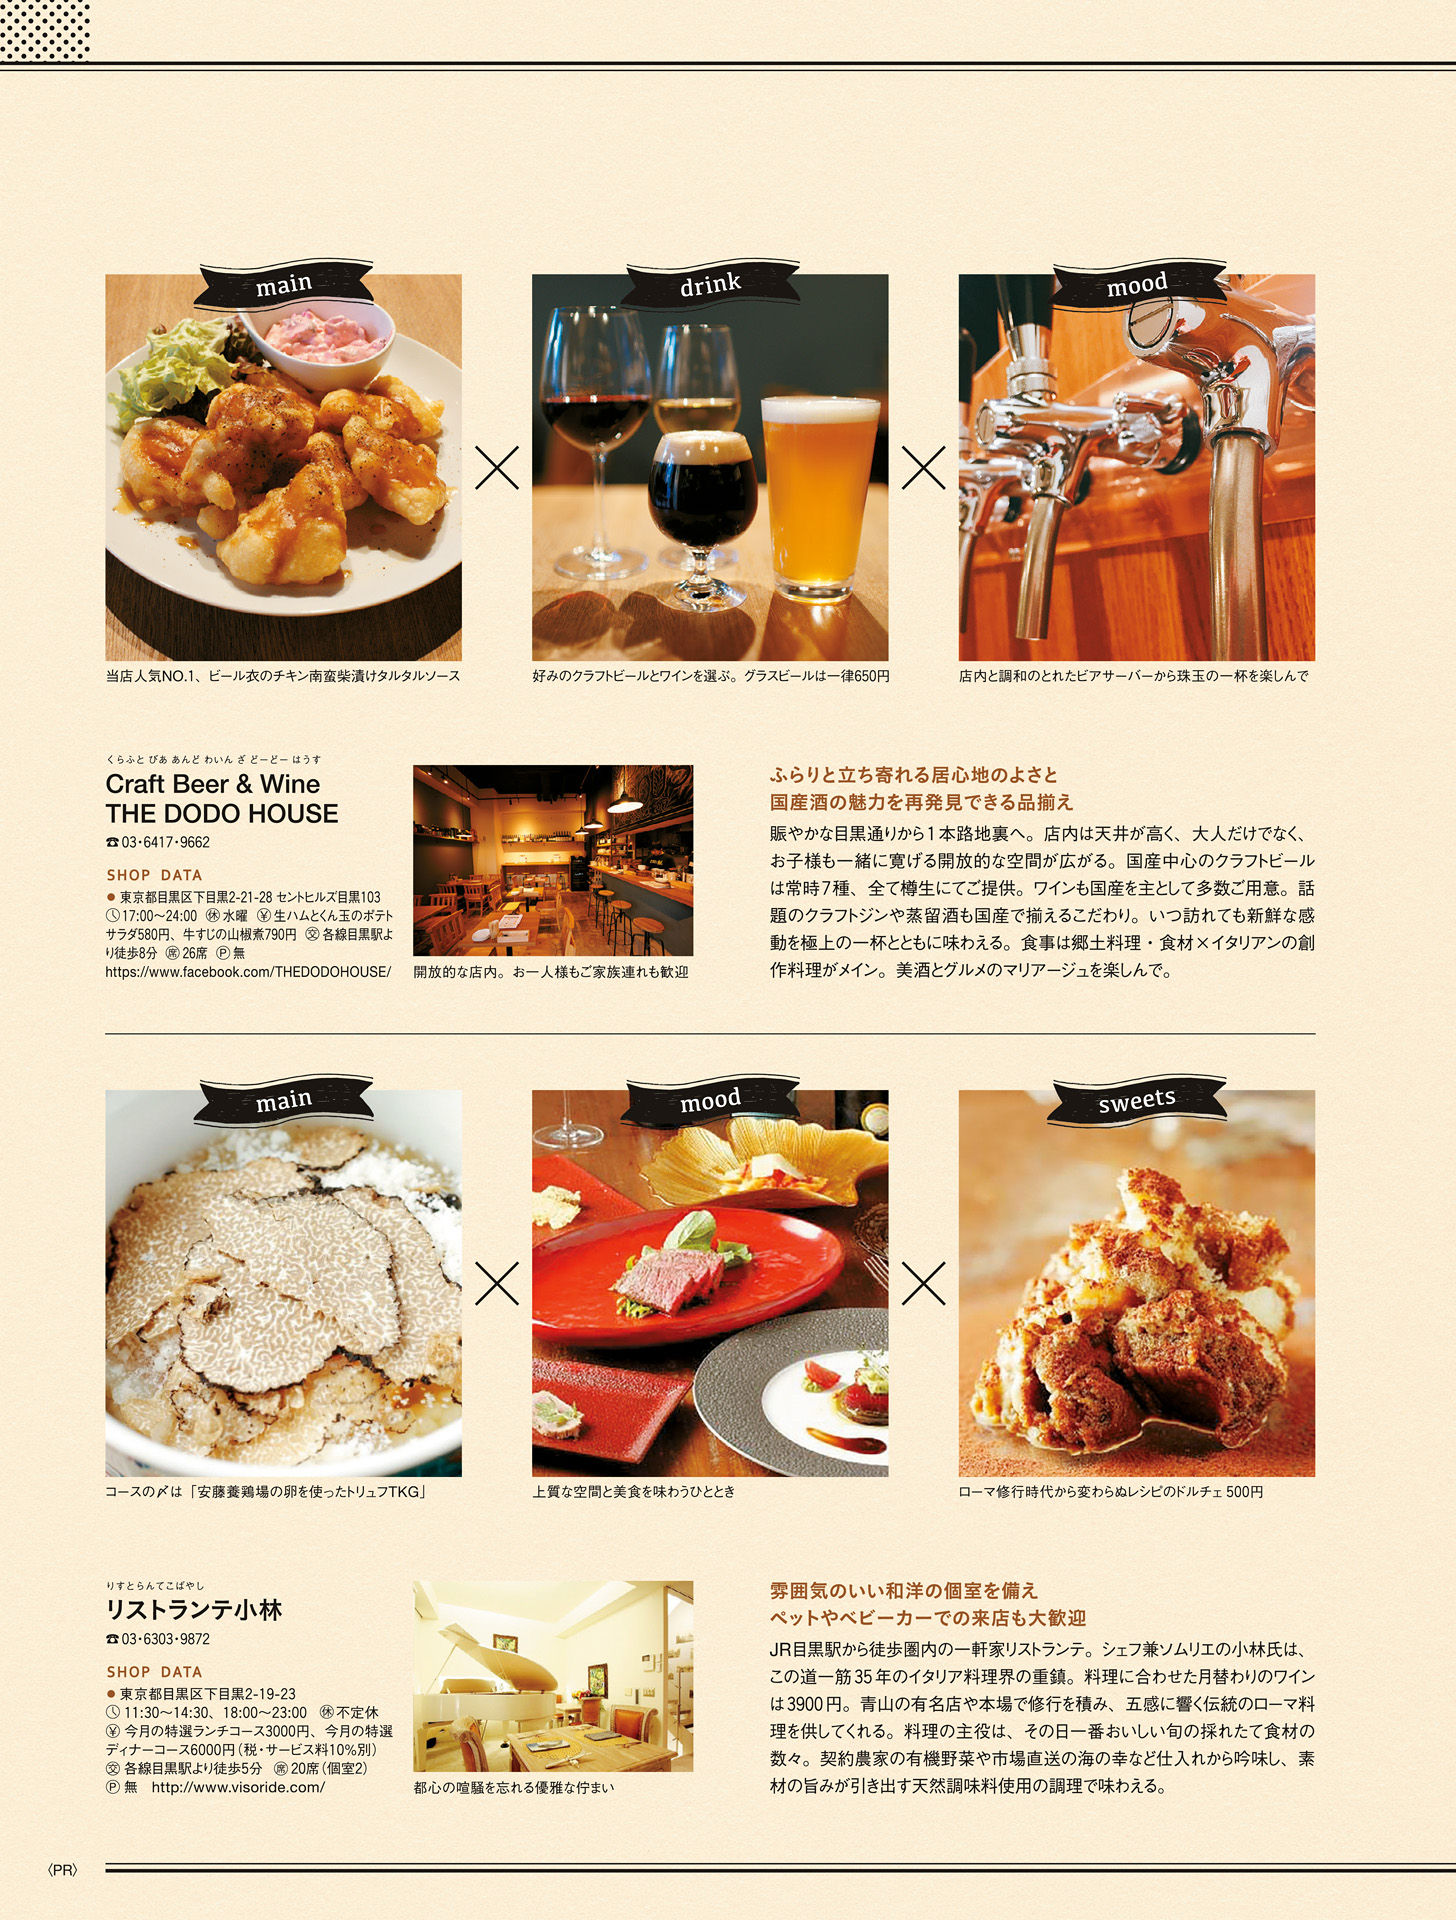 main
drink
mood
当店人気NO.1、ビール衣のチキン南蛮柴漬けタルタルソース
好みのクラフトビールとワインを選ぶ。グラスビールは一律650円
店内と調和のとれたビアサーバーから珠玉の一杯を楽しんで
くらふと びあ あんど わいん ざ どーどー はうす
Craft Beer & Wine
THE DODO HOUSE
☎03・6417・9662
SHOP DATA
● 東京都目黒区下目黒2-21-28 セントヒルズ目黒103
17:00〜24:00 ㊡水曜 ¥生ハムとくん玉のポテト
サラダ580円、牛すじの山椒煮790円 交各線目黒駅よ
り徒歩8分 席26席 Ⓟ無
https://www.facebook.com/THEDODOHOUSE/
開放的な店内。お一人様もご家族連れも歓迎
ふらりと立ち寄れる居心地のよさと
国産酒の魅力を再発見できる品揃え
賑やかな目黒通りから1本路地裏へ。店内は天井が高く、大人だけでなく、
お子様も一緒に寛げる開放的な空間が広がる。国産中心のクラフトビール
は常時7種、全て樽生にてご提供。ワインも国産を主として多数ご用意。話
題のクラフトジンや蒸留酒も国産で揃えるこだわり。いつ訪れても新鮮な感
動を極上の一杯とともに味わえる。食事は郷土料理・食材×イタリアンの創
作料理がメイン。美酒とグルメのマリアージュを楽しんで。
main
mood
sweets
コースの〆は「安藤養鶏場の卵を使ったトリュフTKG」
上質な空間と美食を味わうひととき
ローマ修行時代から変わらぬレシピのドルチェ 500円
りすとらんてこばやし
リストランテ小林
☎03・6303・9872
SHOP DATA
● 東京都目黒区下目黒2-19-23
11:30〜14:30、18:00〜23:00 ㊡不定休
¥今月の特選ランチコース3000円、今月の特選
ディナーコース6000円（税・サービス料10%別）
交各線目黒駅より徒歩5分 席20席（個室2）
Ⓟ無 http://www.visoride.com/
都心の喧騒を忘れる優雅な佇まい
雰囲気のいい和洋の個室を備え
ペットやベビーカーでの来店も大歓迎
JR目黒駅から徒歩圏内の一軒家リストランテ。シェフ兼ソムリエの小林氏は、
この道一筋35年のイタリア料理界の重鎮。料理に合わせた月替わりのワイン
は3900円。青山の有名店や本場で修行を積み、五感に響く伝統のローマ料
理を供してくれる。料理の主役は、その日一番おいしい旬の採れたて食材の
数々。契約農家の有機野菜や市場直送の海の幸など仕入れから吟味し、素
材の旨みが引き出す天然調味料使用の調理で味わえる。
〈PR〉